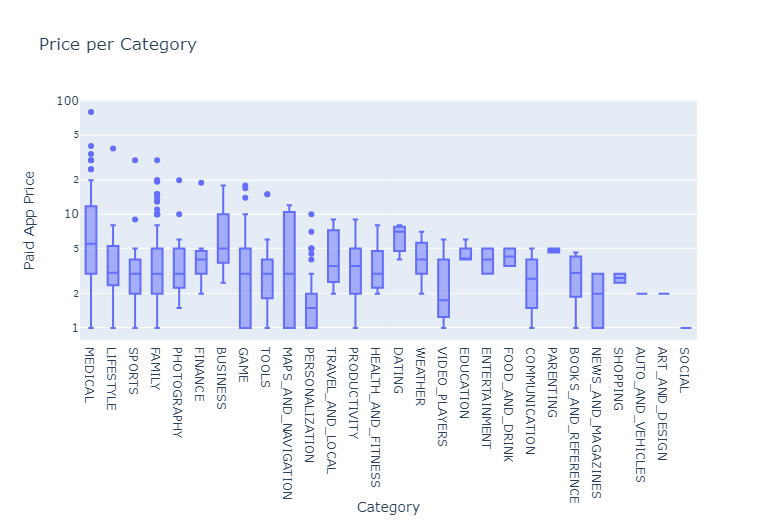 Price per Category
Paid App Price
100
5
2
10
5
2
1
MEDICAL
LIFESTYLE
SPORTS
FAMILY
PHOTOGRAPHY
FINANCE
BUSINESS
GAME
TOOLS
MAPS_AND_NAVIGATION
PERSONALIZATION
TRAVEL_AND_LOCAL
PRODUCTIVITY
HEALTH_AND_FITNESS
DATING
WEATHER
VIDEO_PLAYERS
EDUCATION
ENTERTAINMENT
FOOD_AND_DRINK
COMMUNICATION
PARENTING
BOOKS_AND_REFERENCE
NEWS_AND_MAGAZINES
SHOPPING
AUTO_AND_VEHICLES
ART_AND_DESIGN
SOCIAL
Category